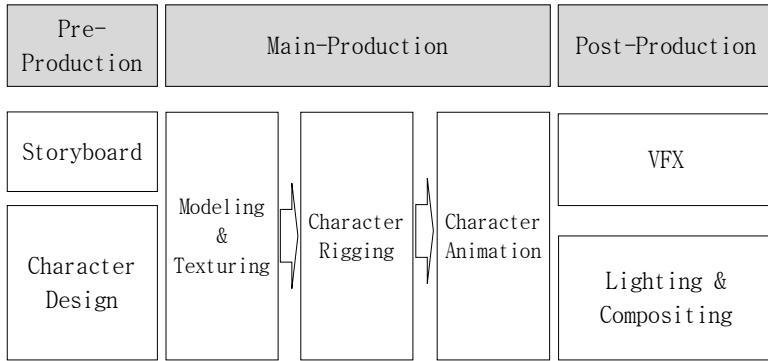 Pre-
Production
Main-Production
Post-Production
Storyboard
Character
Design
Modeling
&
Texturing
Character
Rigging
Character
Animation
VFX
Lighting &
Compositing